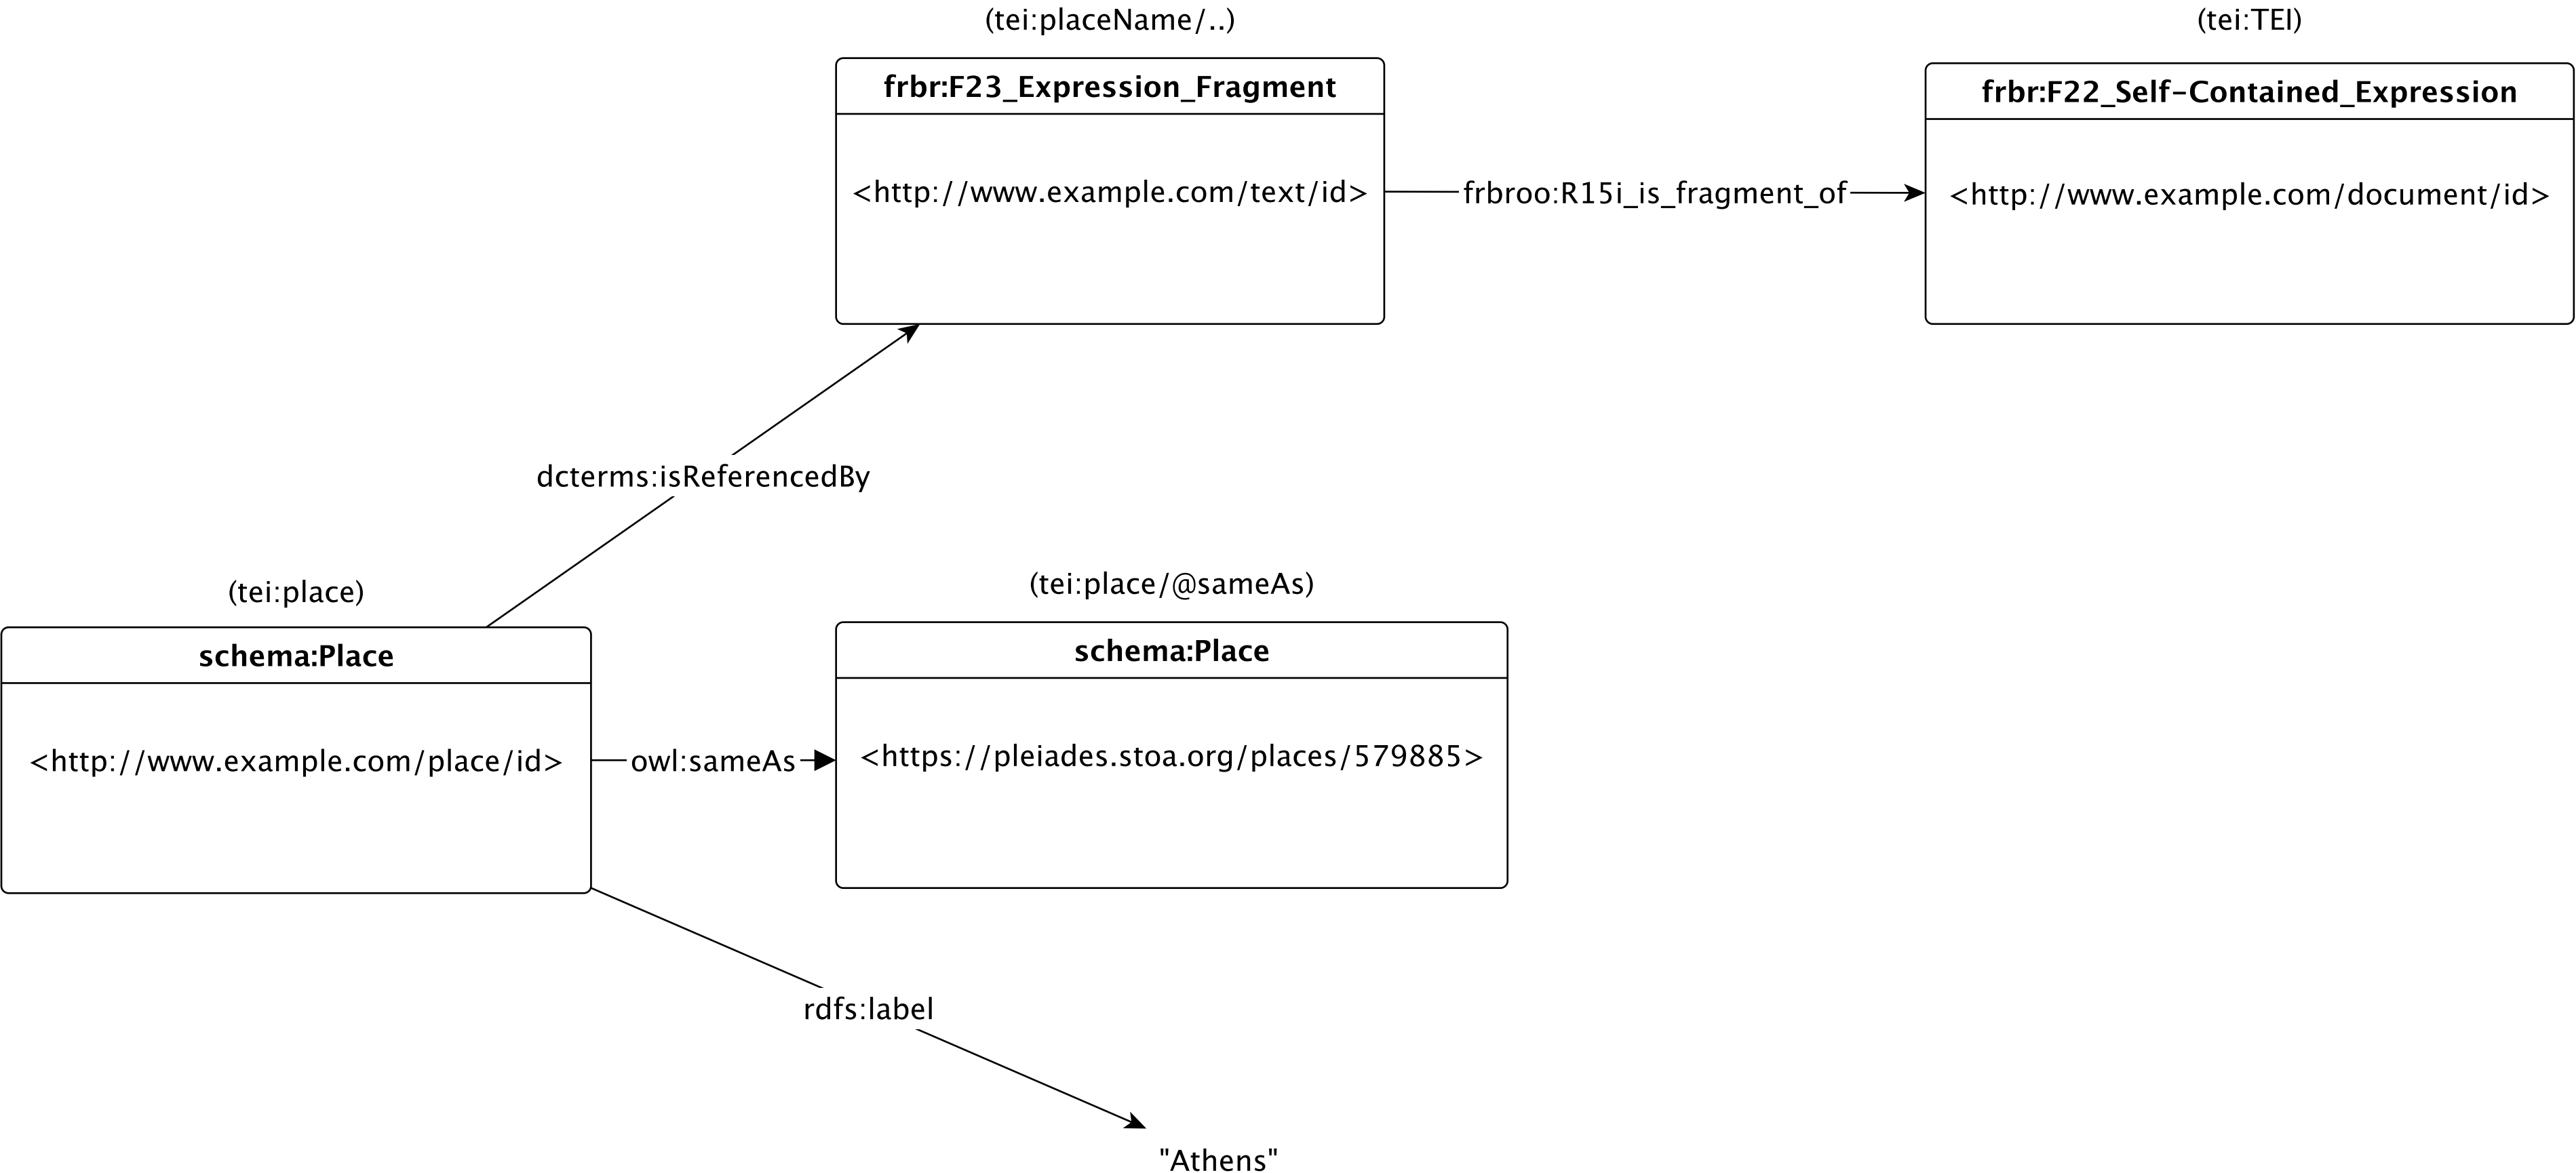 (tei:placeName/..)
(tei:TEI)
frbr:F23_Expression_Fragment
frbr:F22_Self-Contained_Expression
<http://www.example.com/text/id>
frbroo:R15i_is_fragment_of
<http://www.example.com/document/id>
dcterms:isReferencedBy
(tei:place)
(tei:place/@sameAs)
schema:Place
schema:Place
<http://www.example.com/place/id>
owl:sameAs
<https://pleiades.stoa.org/places/579885>
rdfs:label
"Athens"